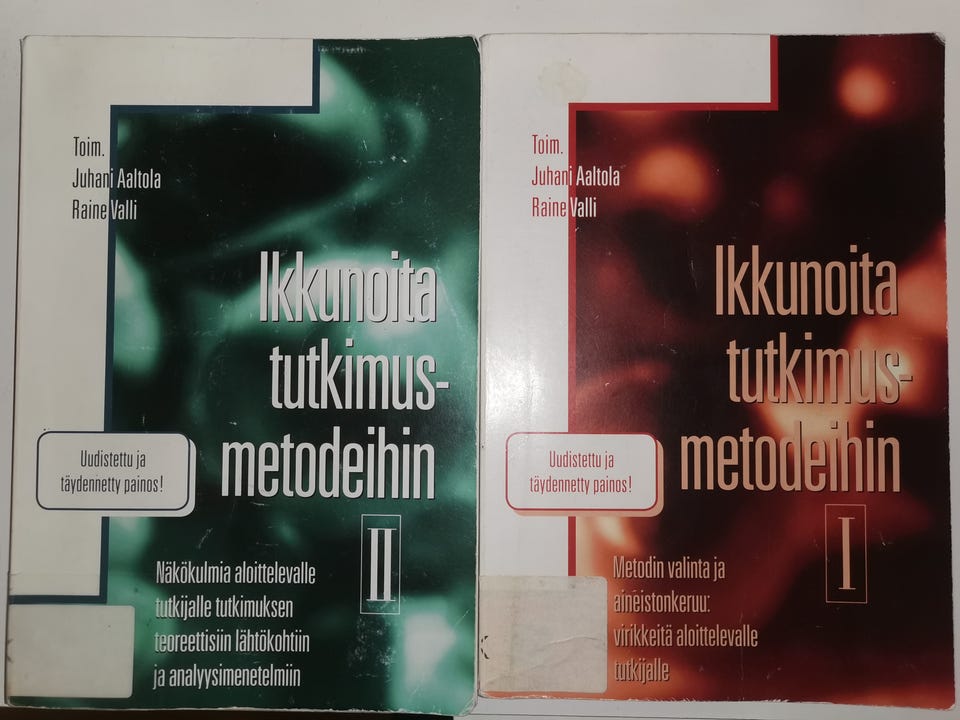 Toim.
Juhani Aaltola
Raine Valli
Ikkunoita
tutkimus-
metodeihin
II
Uudistettu ja
täydennetty painos!
Näkökulmia aloittelevalle
tutkijalle tutkimuksen
teoreettisiin lähtökohtiin
ja analyysimenetelmiin
Toim.
Juhani Aaltola
Raine Valli
Ikkunoita
tutkimus-
metodeihin
I
Uudistettu ja
täydennetty painos!
Metodin valinta ja
aineistonkeruu:
virikkeitä aloittelevalle
tutkijalle